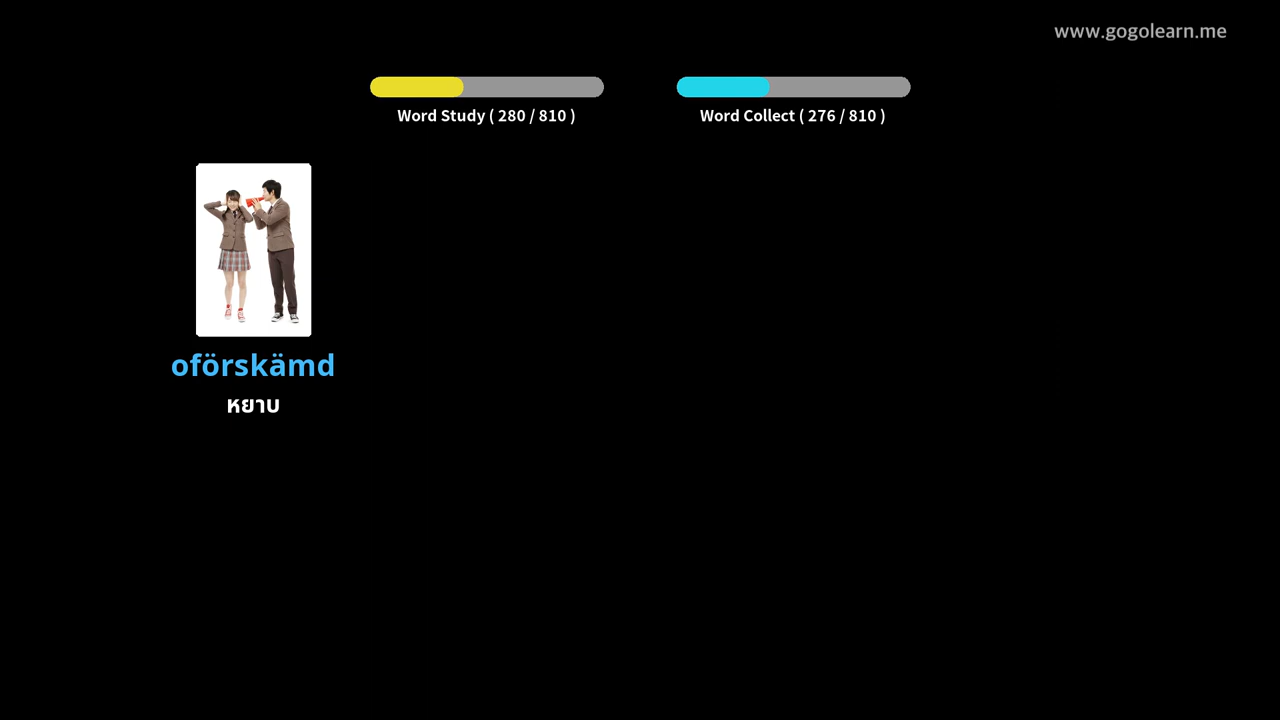 www.gogolearn.me
Word Study ( 280 / 810 )
Word Collect ( 276 / 810 )
oförskämd
หยาบ